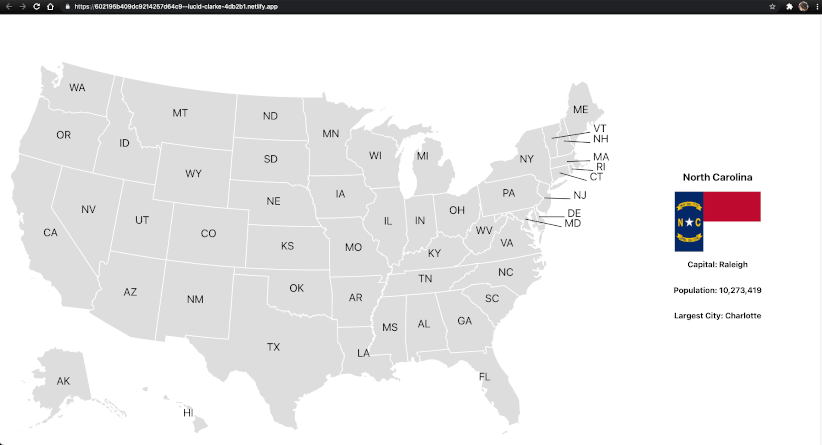 https://602195b409dc9214267d64c9--lucid-clarke-4db2b1.netlify.app
WA
MT
ND
MN
ME
OR
ID
SD
WI
MI
VT
NH
NY
MA
RI
CT
WY
NE
IA
PA
NJ
NV
UT
CO
IL
IN
OH
DE
MD
CA
KS
MO
WV
VA
KY
AZ
NM
OK
AR
TN
NC
SC
MS
AL
GA
TX
LA
FL
AK
HI
North Carolina
N C
Capital: Raleigh
Population: 10,273,419
Largest City: Charlotte